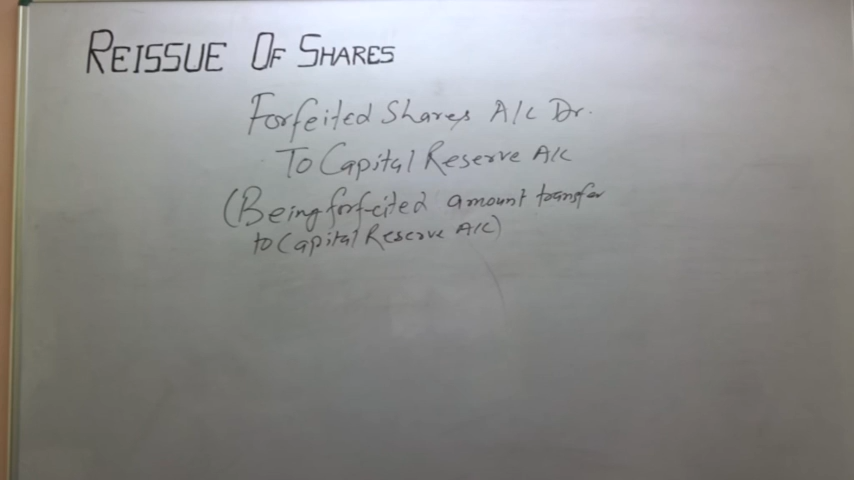 REISSUE OF SHARES
Forfeited Shares A/c Dr.
To Capital Reserve A/c
(Being forfeited amount transfer
to Capital Reserve A/c)